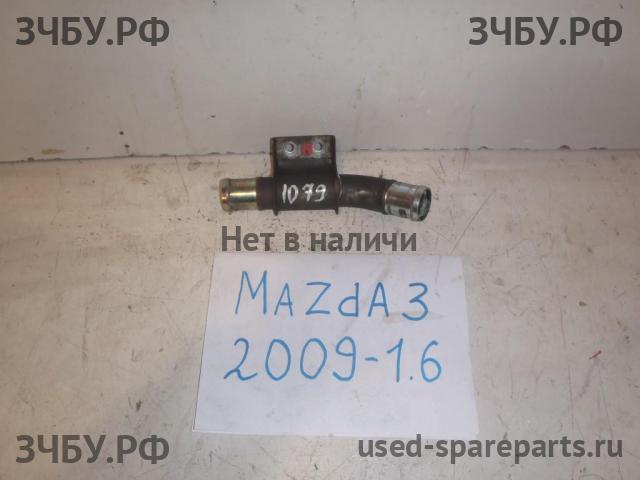 ЗЧБУ.РФ
ЗЧБУ.РФ
1079
Нет в наличи
MAZdA3
2009-1.6
ЗЧБУ.РФ
used-spareparts.ru